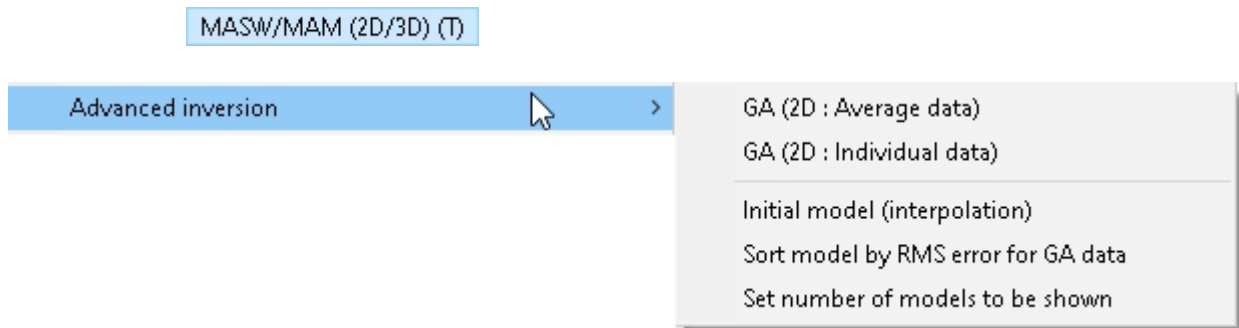 MASW/MAM (2D/3D) (T)
Advanced inversion >
GA (2D : Average data)
GA (2D : Individual data)
Initial model (interpolation)
Sort model by RMS error for GA data
Set number of models to be shown